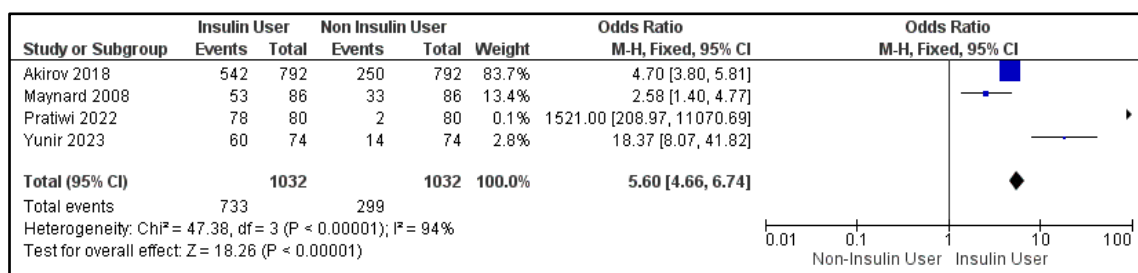 Insulin User Non Insulin User Odds Ratio Odds Ratio
Study or Subgroup Events Total Events Total Weight M-H, Fixed, 95% CI M-H, Fixed, 95% CI
Akirov 2018 542 792 250 792 83.7% 4.70 [3.80, 5.81]
Maynard 2008 53 86 33 86 13.4% 2.58 [1.40, 4.77]
Pratiwi 2022 78 80 2 80 0.1% 1521.00 [208.97, 11070.69]
Yunir 2023 60 74 14 74 2.8% 18.37 [8.07, 41.82]
Total (95% CI) 1032 1032 100.0% 5.60 [4.66, 6.74]
Total events 733 299
Heterogeneity: Chi² = 47.38, df = 3 (P < 0.00001); I² = 94%
Test for overall effect: Z = 18.26 (P < 0.00001)
0.01 0.1 1 10 100
Non-Insulin User Insulin User